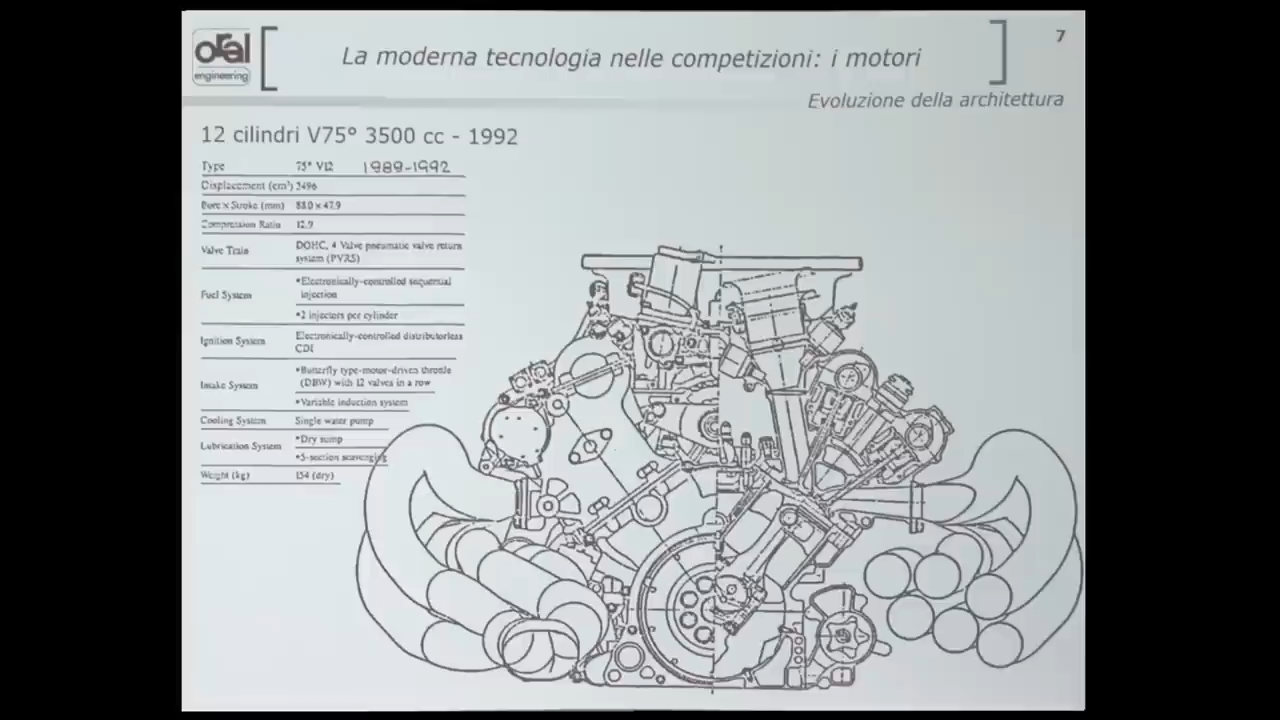 oral
engineering
La moderna tecnologia nelle competizioni: i motori
7
Evoluzione della architettura
12 cilindri V75° 3500 cc - 1992
Type 75° V12 1989-1992
Displacement (cm³) 3496
Bore x Stroke (mm) 88.0 x 47.9
Compression Ratio 12.9
Valve Train DOHC, 4 Valve pneumatic valve return
system (PVRS)
Fuel System •Electronically-controlled sequential
injection
•2 injectors per cylinder
Ignition System Electronically-controlled distributorless
CDI
Intake System •Butterfly type-motor-driven throttle
(DBW) with 12 valves in a row
•Variable induction system
Cooling System Single water pump
Lubrication System •Dry sump
•5-section scavenging
Weight (kg) 154 (dry)